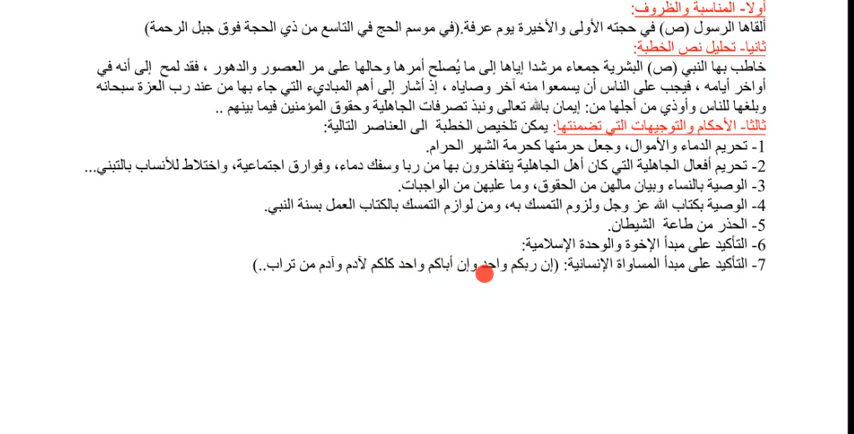 أولا- المناسبة والظروف:
ألقاها الرسول (ص) في حجته الأولى والأخيرة يوم عرفة.(في موسم الحج في التاسع من ذي الحجة فوق جبل الرحمة)
ثانيا- تحليل نص الخطبة:
خاطب بها النبي (ص) البشرية جمعاء مرشدا إياها إلى ما يُصلح أمرها وحالها على مر العصور والدهور ، فقد لمح إلى أنه في
أواخر أيامه ، فيجب على الناس أن يسمعوا منه آخر وصاياه ، إذ أشار إلى أهم المباديء التي جاء بها من عند رب العزة سبحانه
وبلغها للناس وأوذي من أجلها من: إيمان بالله تعالى ونبذ تصرفات الجاهلية وحقوق المؤمنين فيما بينهم ..
ثالثا- الأحكام والتوجيهات التي تضمنتها: يمكن تلخيص الخطبة الى العناصر التالية:
1- تحريم الدماء والأموال، وجعل حرمتها كحرمة الشهر الحرام.
2- تحريم أفعال الجاهلية التي كان أهل الجاهلية يتفاخرون بها من ربا وسفك دماء، وفوارق اجتماعية، واختلاط للأنساب بالتبني...
3- الوصية بالنساء وبيان مالهن من الحقوق، وما عليهن من الواجبات.
4- الوصية بكتاب الله عز وجل ولزوم التمسك به، ومن لوازم التمسك بالكتاب العمل بسنة النبي.
5- الحذر من طاعة الشيطان.
6- التأكيد على مبدأ الإخوة والوحدة الإسلامية:
7- التأكيد على مبدأ المساواة الإنسانية: (إن ربكم واحد وإن أباكم واحد كلكم لآدم وآدم من تراب..)